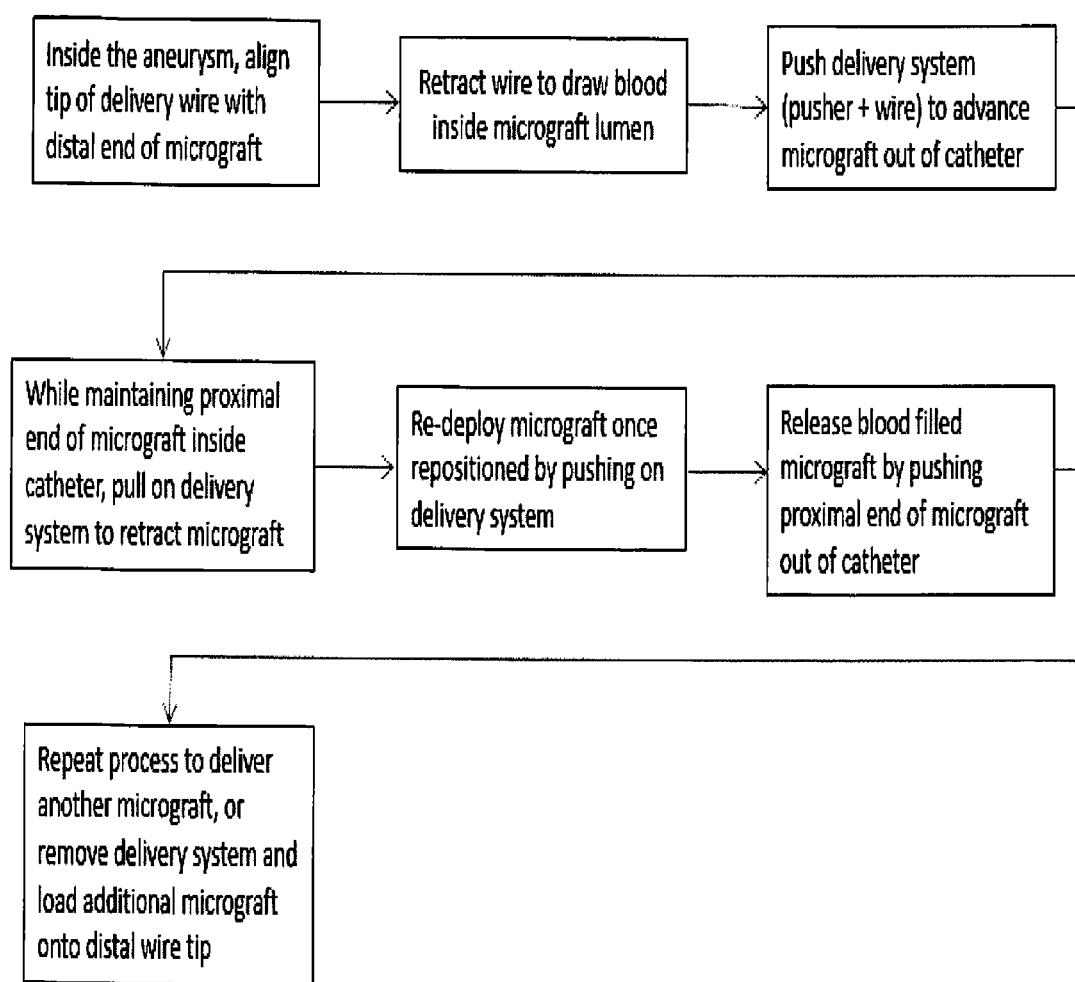 Inside the aneurysm, align
tip of delivery wire with
distal end of micrograft
Retract wire to draw blood
inside micrograft lumen
Push delivery system
(pusher + wire) to advance
micrograft out of catheter
While maintaining proximal
end of micrograft inside
catheter, pull on delivery
system to retract micrograft
Re-deploy micrograft once
repositioned by pushing on
delivery system
Release blood filled
micrograft by pushing
proximal end of micrograft
out of catheter
Repeat process to deliver
another micrograft, or
remove delivery system and
load additional micrograft
onto distal wire tip